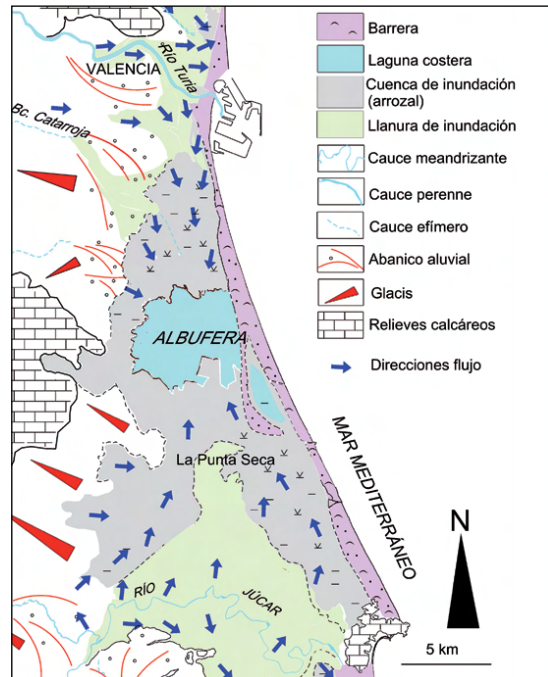 VALENCIA
Río Turia
Bc. Catarroja
ALBUFERA
La Punta Seca
MAR MEDITERRÁNEO
RÍO
JÚCAR
Barrera
Laguna costera
Cuenca de inundación
(arrozal)
Llanura de inundación
Cauce meandrizante
Cauce perenne
Cauce efímero
Abanico aluvial
Glacis
Relieves calcáreos
Direcciones flujo
N
5 km